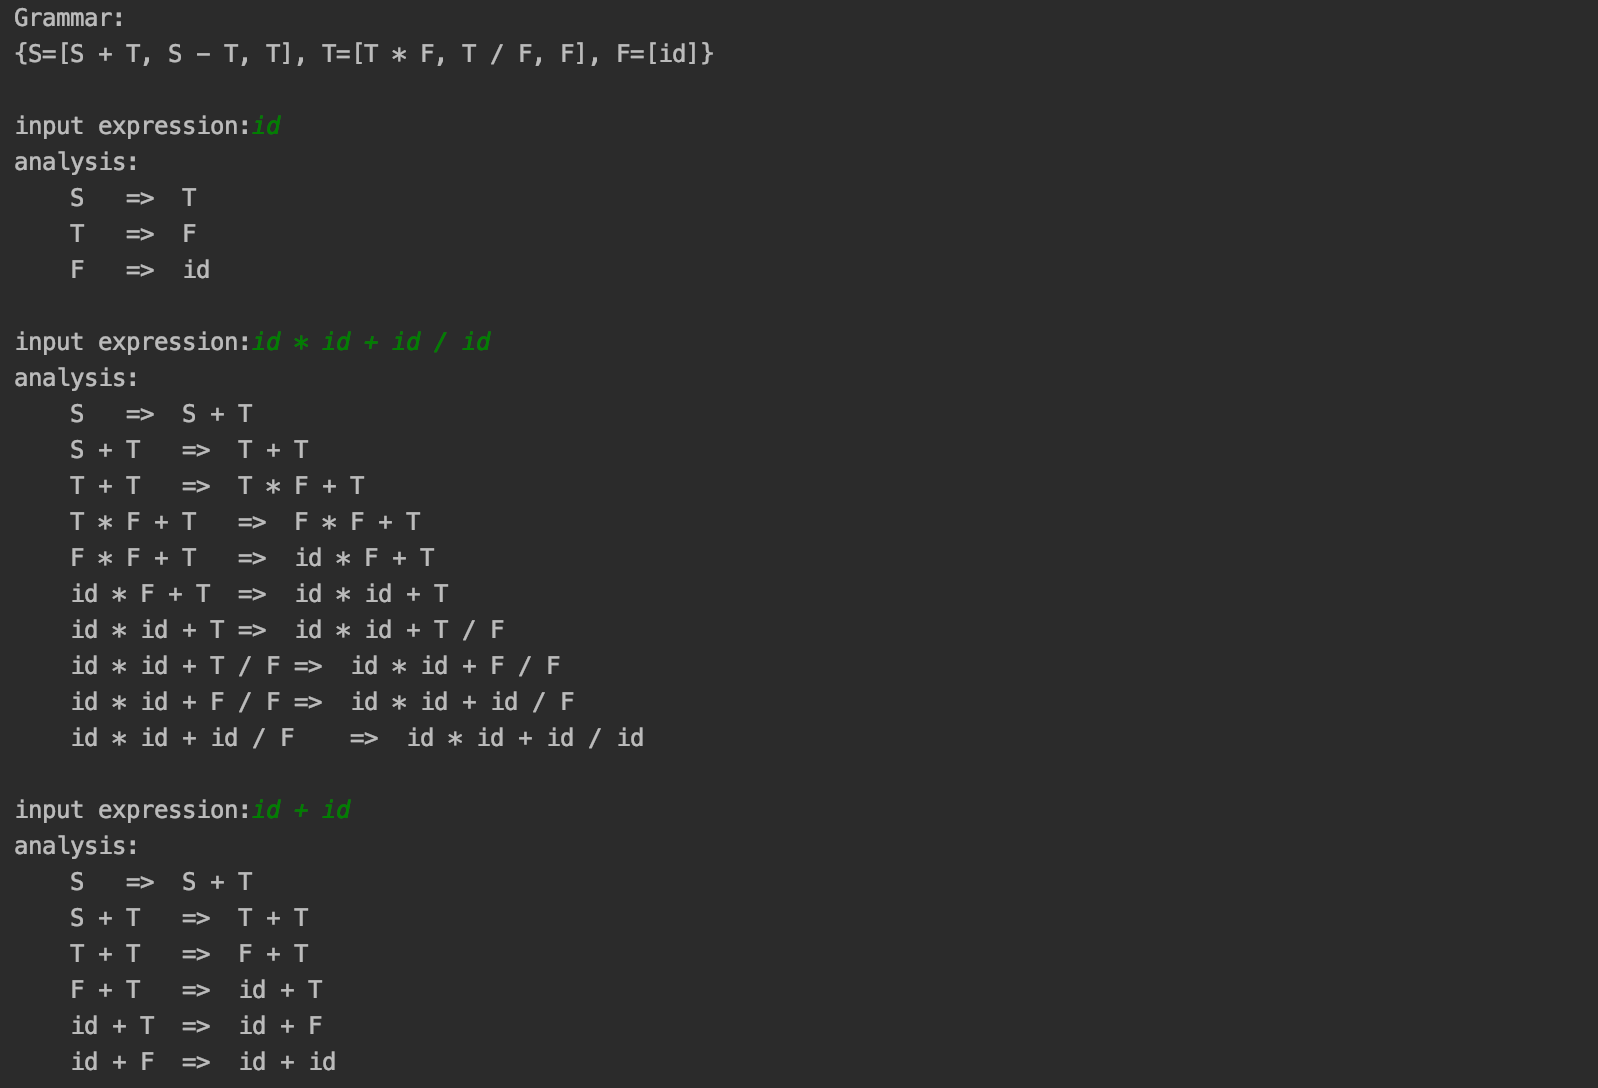 Grammar:
{S=[S + T, S - T, T], T=[T * F, T / F, F], F=[id]}
input expression:id
analysis:
S => T
T => F
F => id
input expression:id * id + id / id
analysis:
S => S + T
S + T => T + T
T + T => T * F + T
T * F + T => F * F + T
F * F + T => id * F + T
id * F + T => id * id + T
id * id + T => id * id + T / F
id * id + T / F => id * id + F / F
id * id + F / F => id * id + id / F
id * id + id / F => id * id + id / id
input expression:id + id
analysis:
S => S + T
S + T => T + T
T + T => F + T
F + T => id + T
id + T => id + F
id + F => id + id